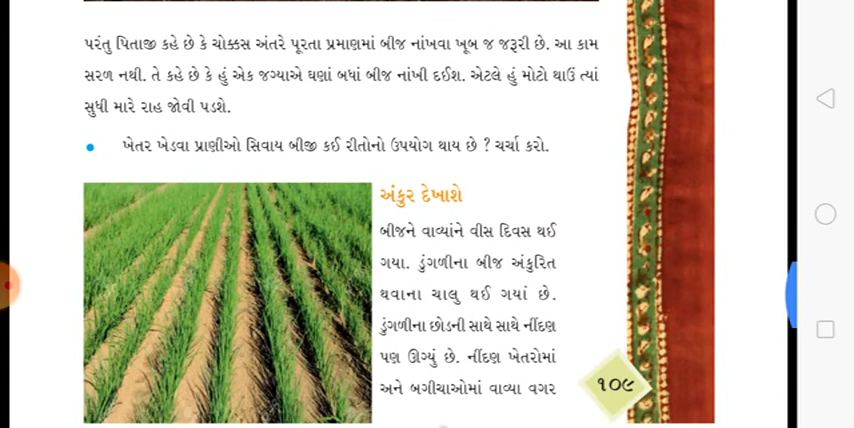 પરંતુ પિતાજી કહે છે કે ચોક્કસ અંતરે પૂરતા પ્રમાણમાં બીજ નાંખવા ખૂબ જ જરૂરી છે. આ કામ
સરળ નથી. તે કહે છે કે હું એક જગ્યાએ ઘણાં બધાં બીજ નાંખી દઈશ. એટલે હું મોટો થાઉં ત્યાં
સુધી મારે રાહ જોવી પડશે.
• ખેતર ખેડવા પ્રાણીઓ સિવાય બીજી કઈ રીતોનો ઉપયોગ થાય છે ? ચર્ચા કરો.
અંકુર દેખાશે
બીજને વાવ્યાંને વીસ દિવસ થઈ
ગયા. ડુંગળીના બીજ અંકુરિત
થવાના ચાલુ થઈ ગયાં છે.
ડુંગળીના છોડની સાથે સાથે નીંદણ
પણ ઊગ્યું છે. નીંદણ ખેતરોમાં
અને બગીચાઓમાં વાવ્યા વગર
૧૦૯